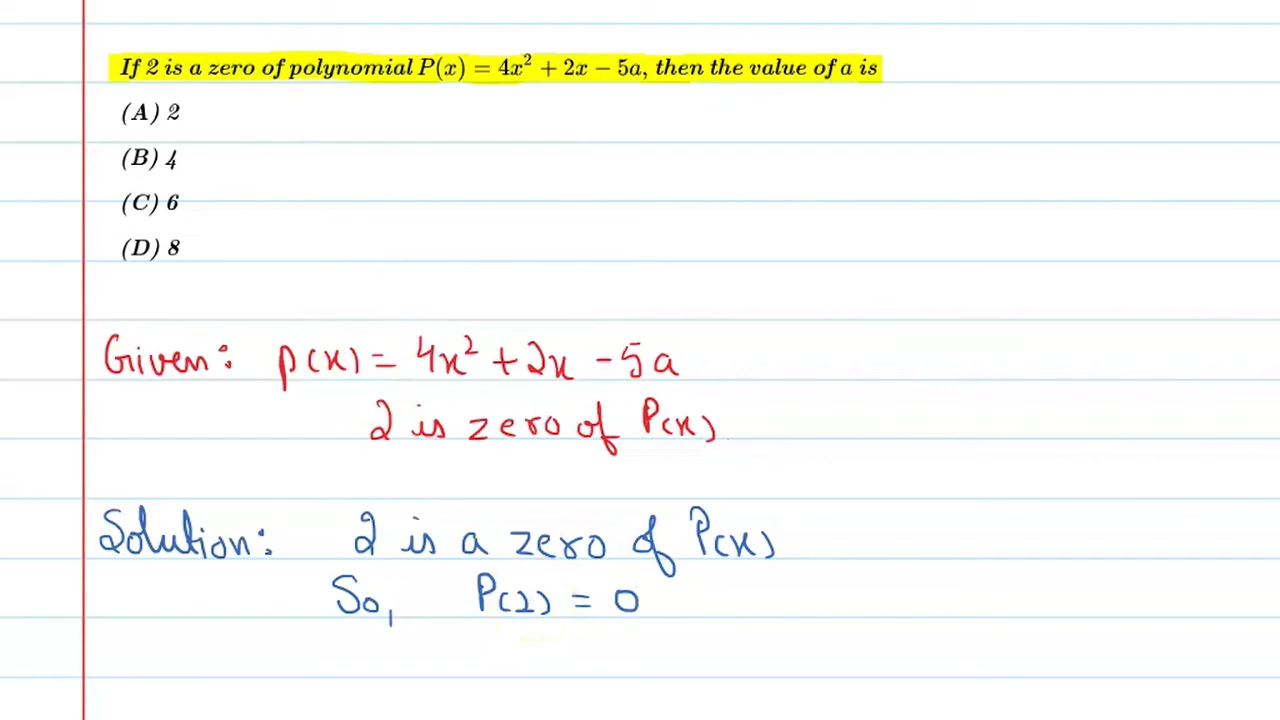 If 2 is a zero of polynomial P(x) = 4x² + 2x − 5a, then the value of a is
(A) 2
(B) 4
(C) 6
(D) 8
Given: p(x) = 4x² + 2x − 5a
2 is zero of P(x)
Solution: 2 is a zero of P(x)
So, P(2) = 0